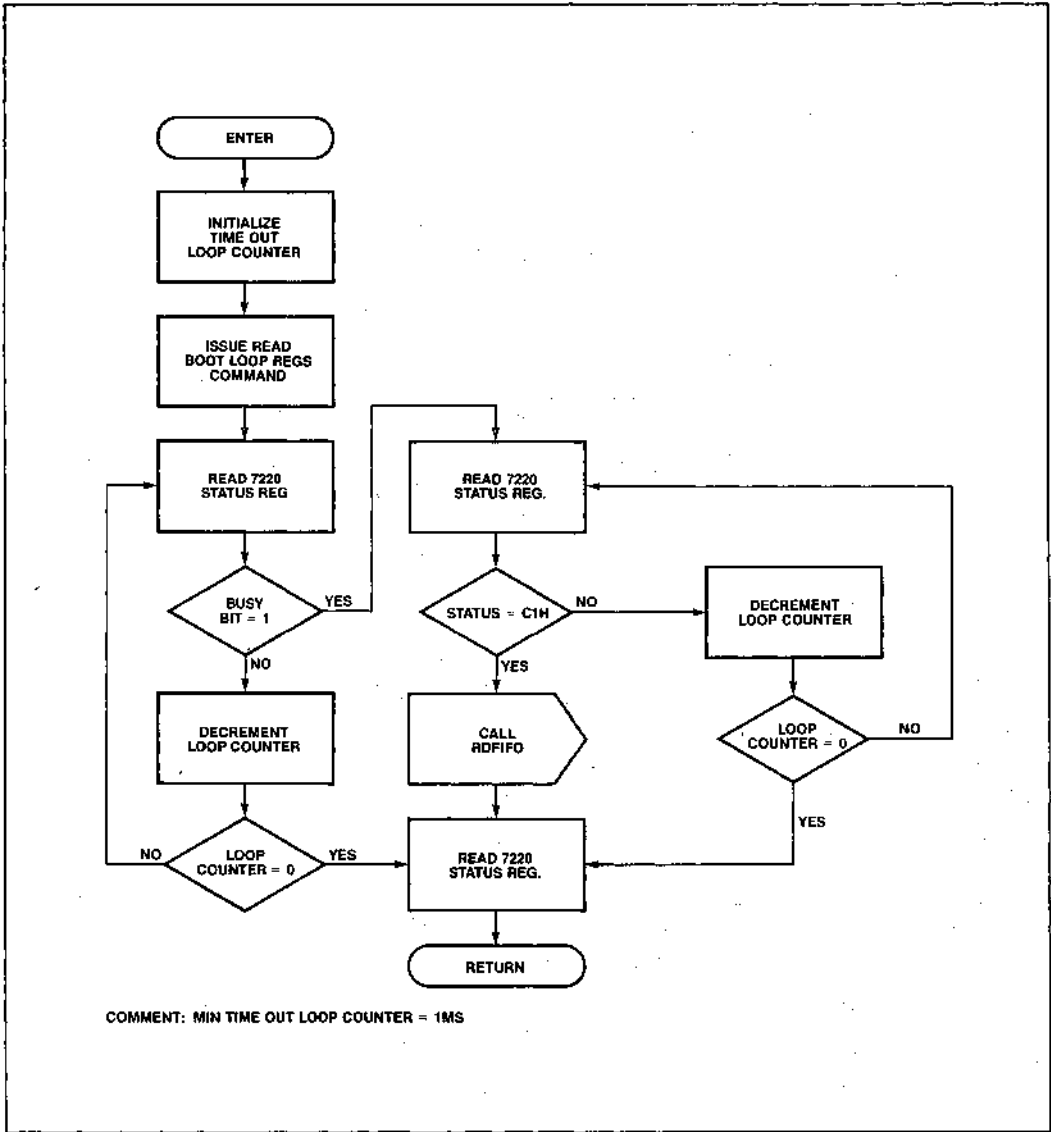 ENTER
INITIALIZE
TIME OUT
LOOP COUNTER
ISSUE READ
BOOT LOOP REGS
COMMAND
READ 7220
STATUS REG
BUSY
BIT = 1
YES
NO
DECREMENT
LOOP COUNTER
LOOP
COUNTER = 0
NO
YES
READ 7220
STATUS REG.
STATUS = C1H
NO
YES
CALL
RDFIFO
READ 7220
STATUS REG.
RETURN
DECREMENT
LOOP COUNTER
LOOP
COUNTER = 0
NO
YES
COMMENT: MIN TIME OUT LOOP COUNTER = 1MS